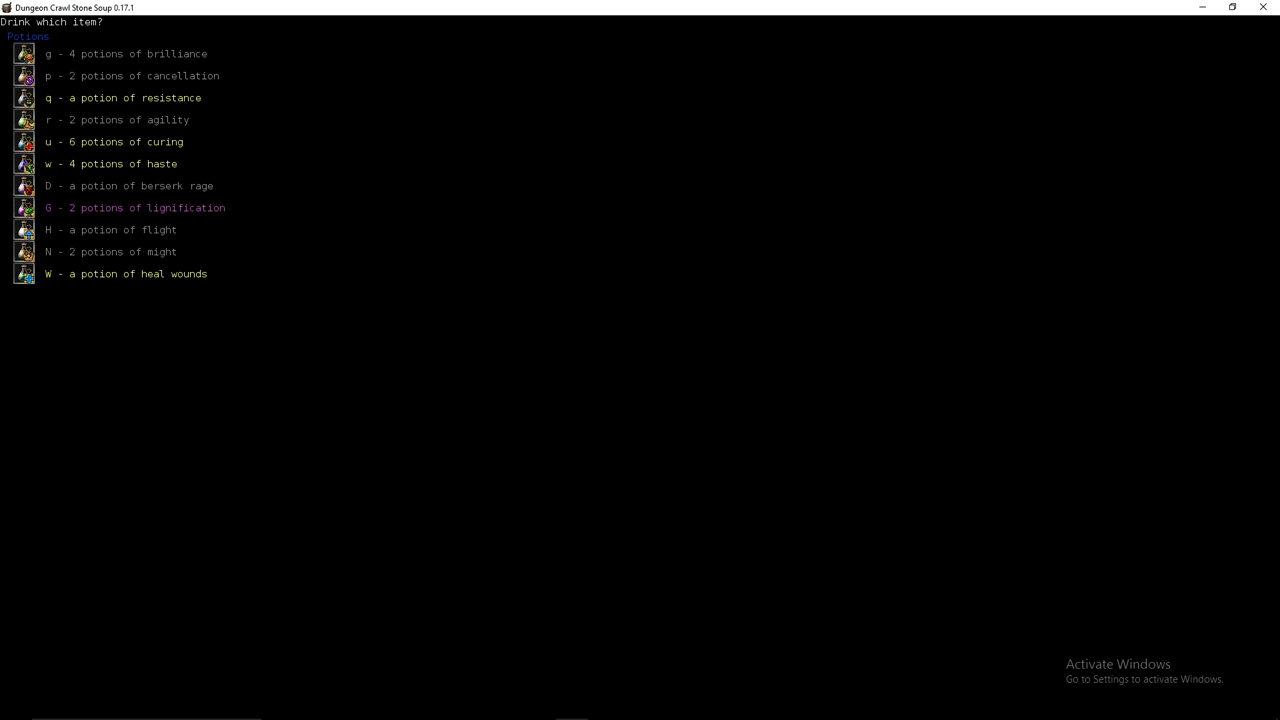 Dungeon Crawl Stone Soup 0.17.1
Drink which item?
Potions
g - 4 potions of brilliance
p - 2 potions of cancellation
q - a potion of resistance
r - 2 potions of agility
u - 6 potions of curing
w - 4 potions of haste
D - a potion of berserk rage
G - 2 potions of lignification
H - a potion of flight
N - 2 potions of might
W - a potion of heal wounds
Activate Windows
Go to Settings to activate Windows.